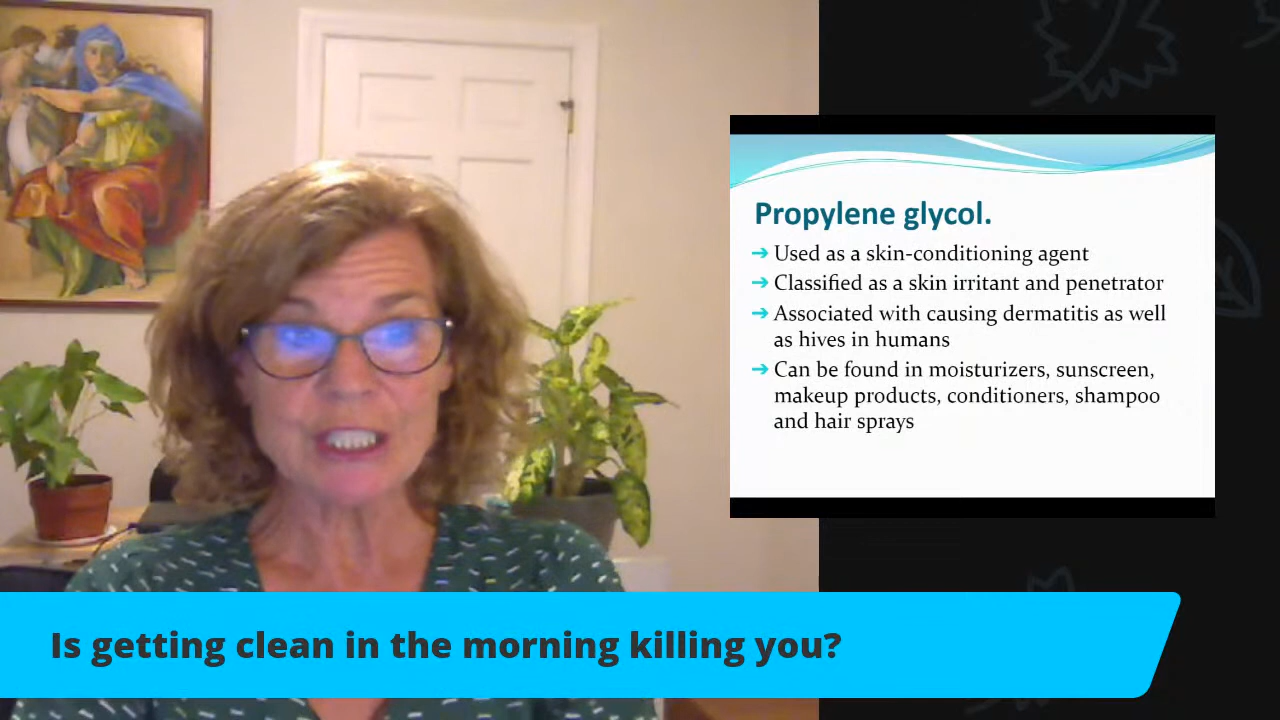 Propylene glycol.
➔ Used as a skin-conditioning agent
➔ Classified as a skin irritant and penetrator
➔ Associated with causing dermatitis as well
as hives in humans
➔ Can be found in moisturizers, sunscreen,
makeup products, conditioners, shampoo
and hair sprays
Is getting clean in the morning killing you?